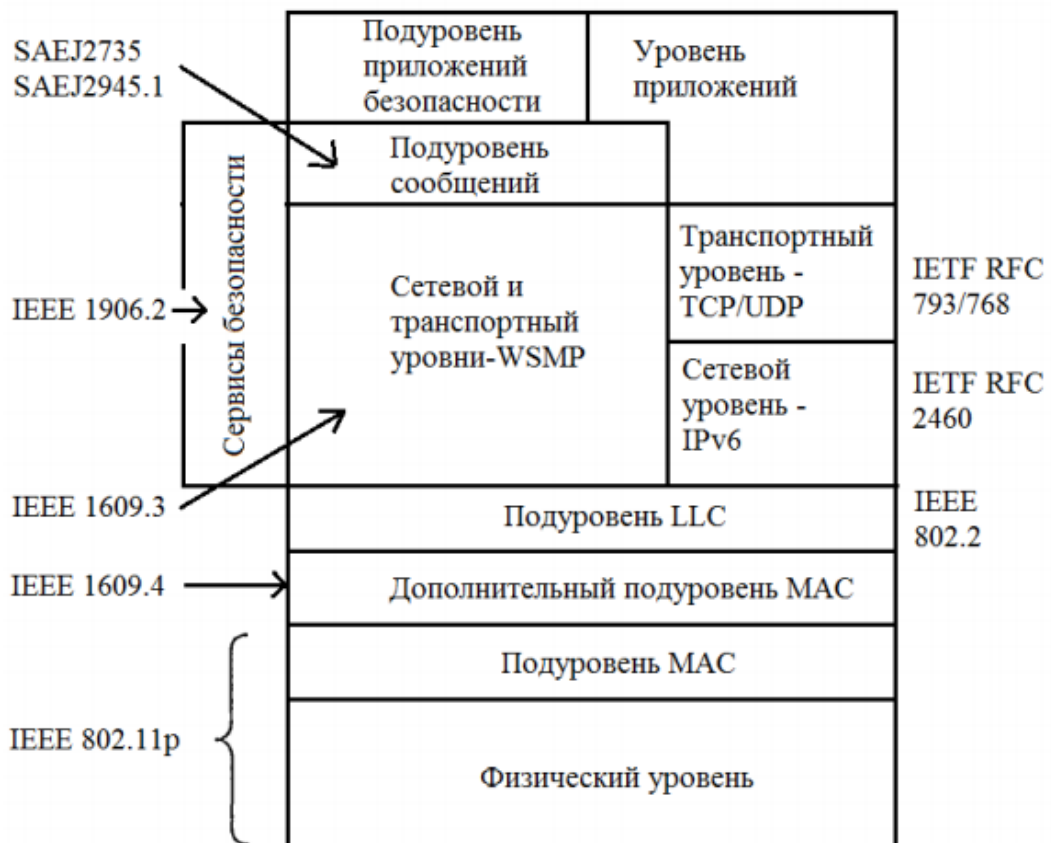 SAEJ2735
SAEJ2945.1
Подуровень
приложений
безопасности
Уровень
приложений
Подуровень
сообщений
Сервисы безопасности
IEEE 1906.2
Сетевой и
транспортный
уровни-WSMP
Транспортный
уровень -
TCP/UDP
IETF RFC
793/768
Сетевой
уровень -
IPv6
IETF RFC
2460
IEEE 1609.3
Подуровень LLC
IEEE
802.2
IEEE 1609.4
Дополнительный подуровень MAC
Подуровень MAC
IEEE 802.11p
Физический уровень